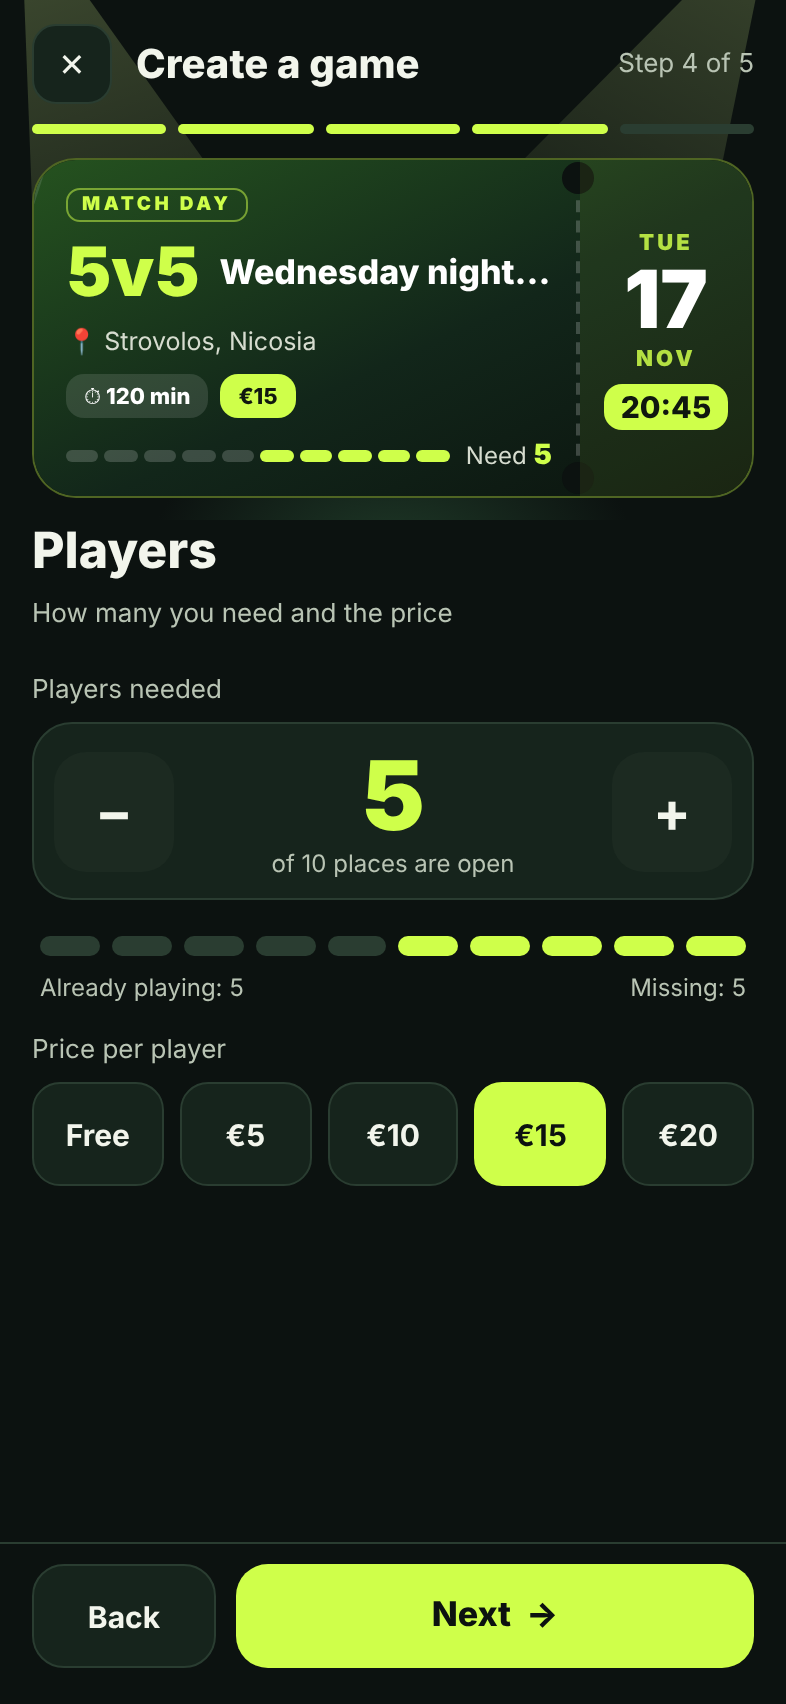 ✕ Create a game Step 4 of 5
MATCH DAY
5v5 Wednesday night...
📍 Strovolos, Nicosia
⏱ 120 min €15
Need 5
TUE
17
NOV
20:45
Players
How many you need and the price
Players needed
− 5 +
of 10 places are open
Already playing: 5 Missing: 5
Price per player
Free €5 €10 €15 €20
Back Next →